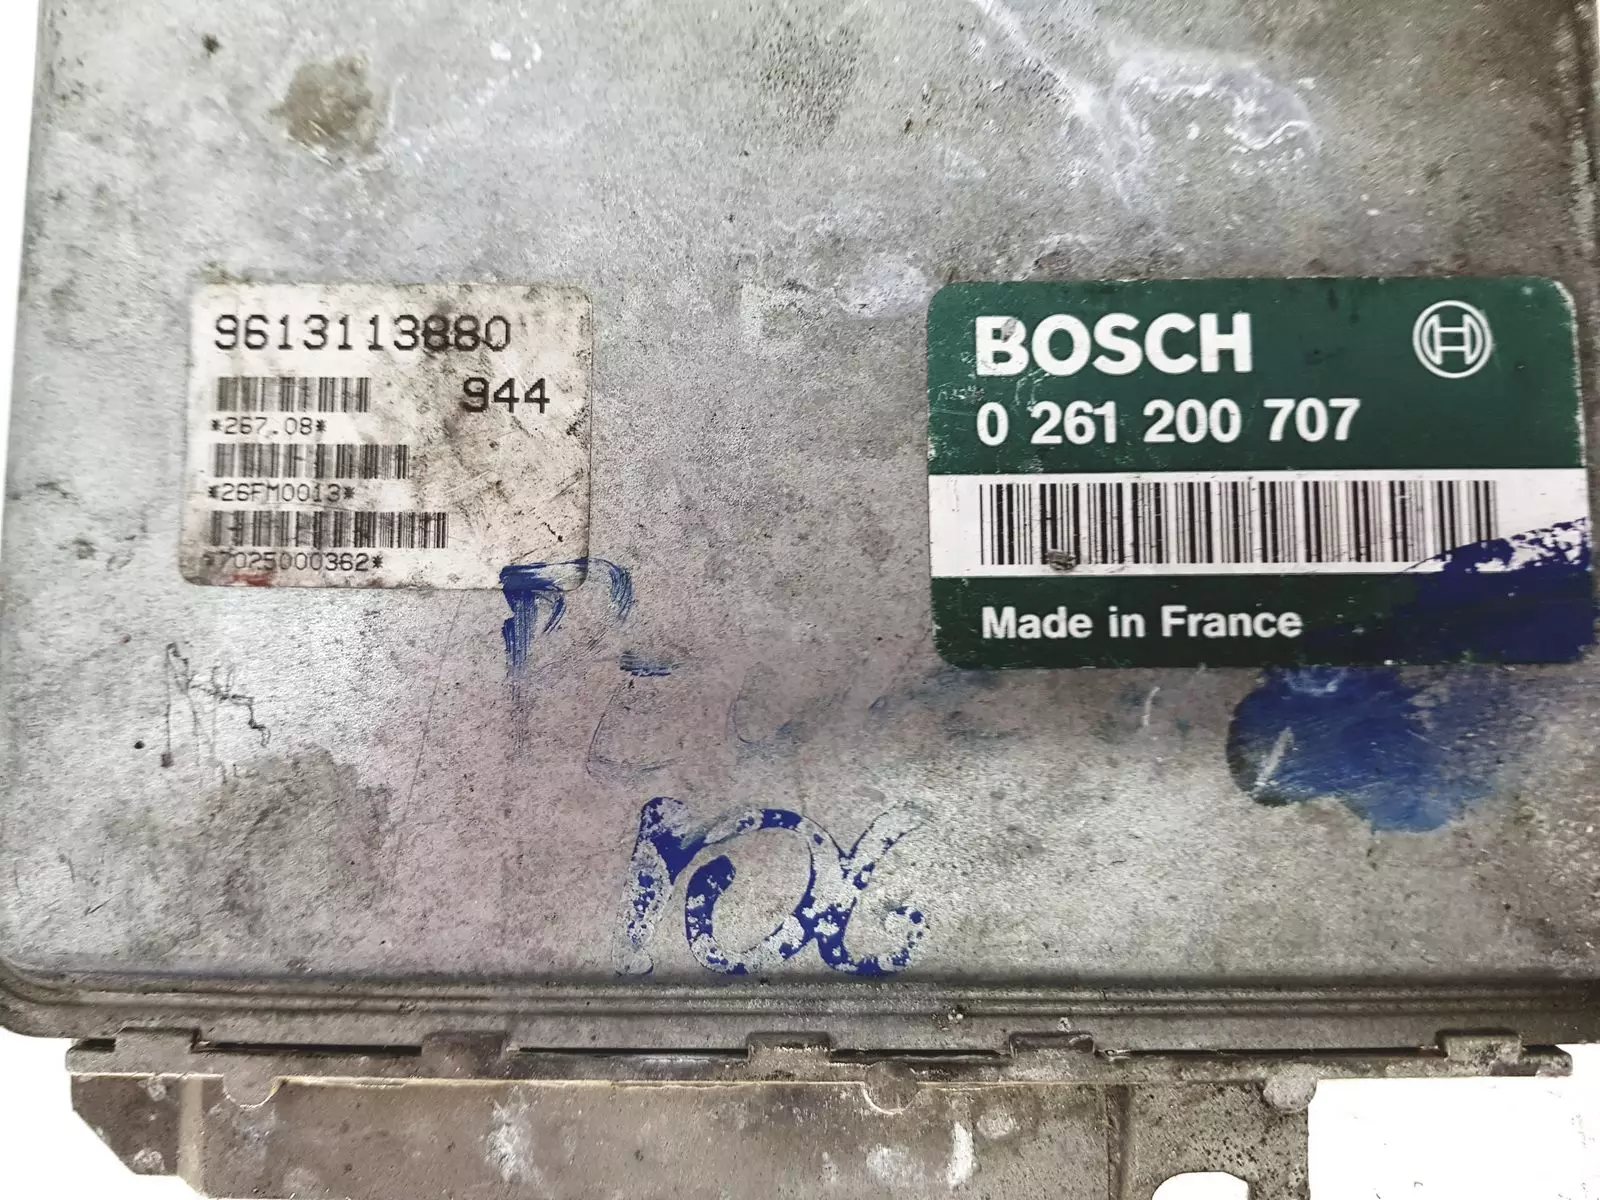 9613113880
944
*267.08*
*26FM0013*
*7025000362*
BOSCH
0 261 200 707
Made in France
106